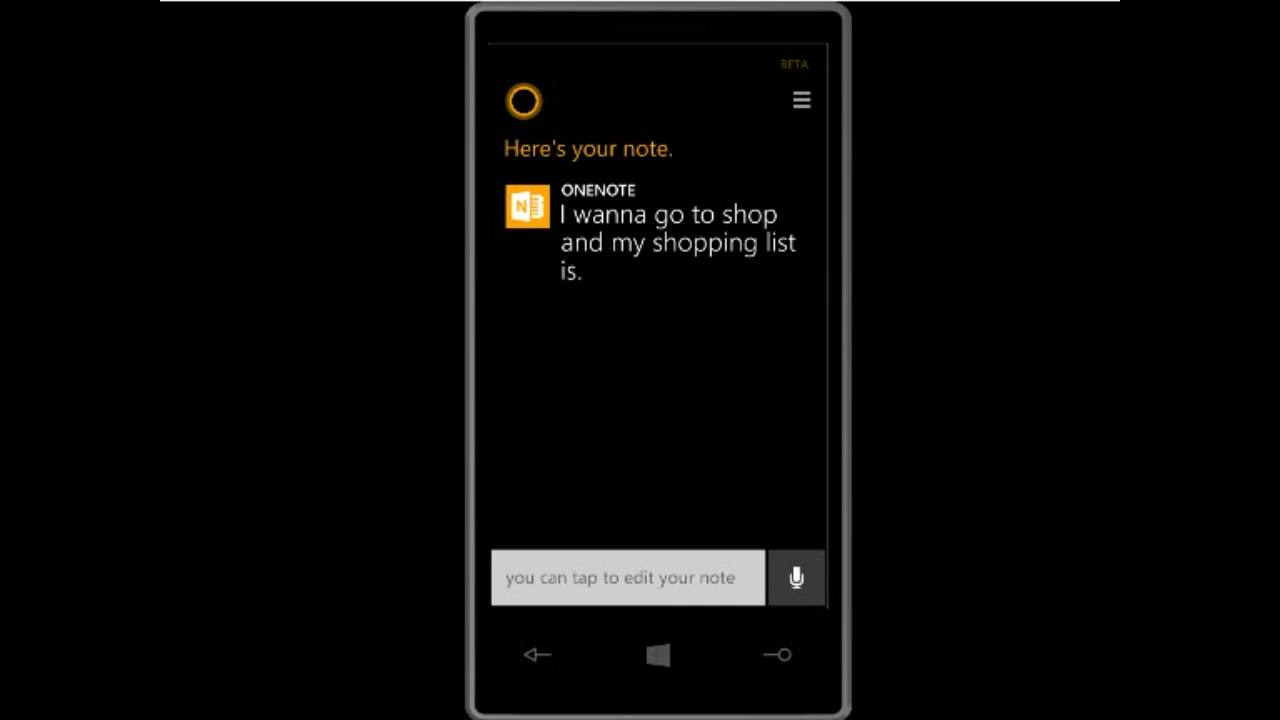 BETA
Here's your note.
N
ONENOTE
I wanna go to shop
and my shopping list
is.
you can tap to edit your note